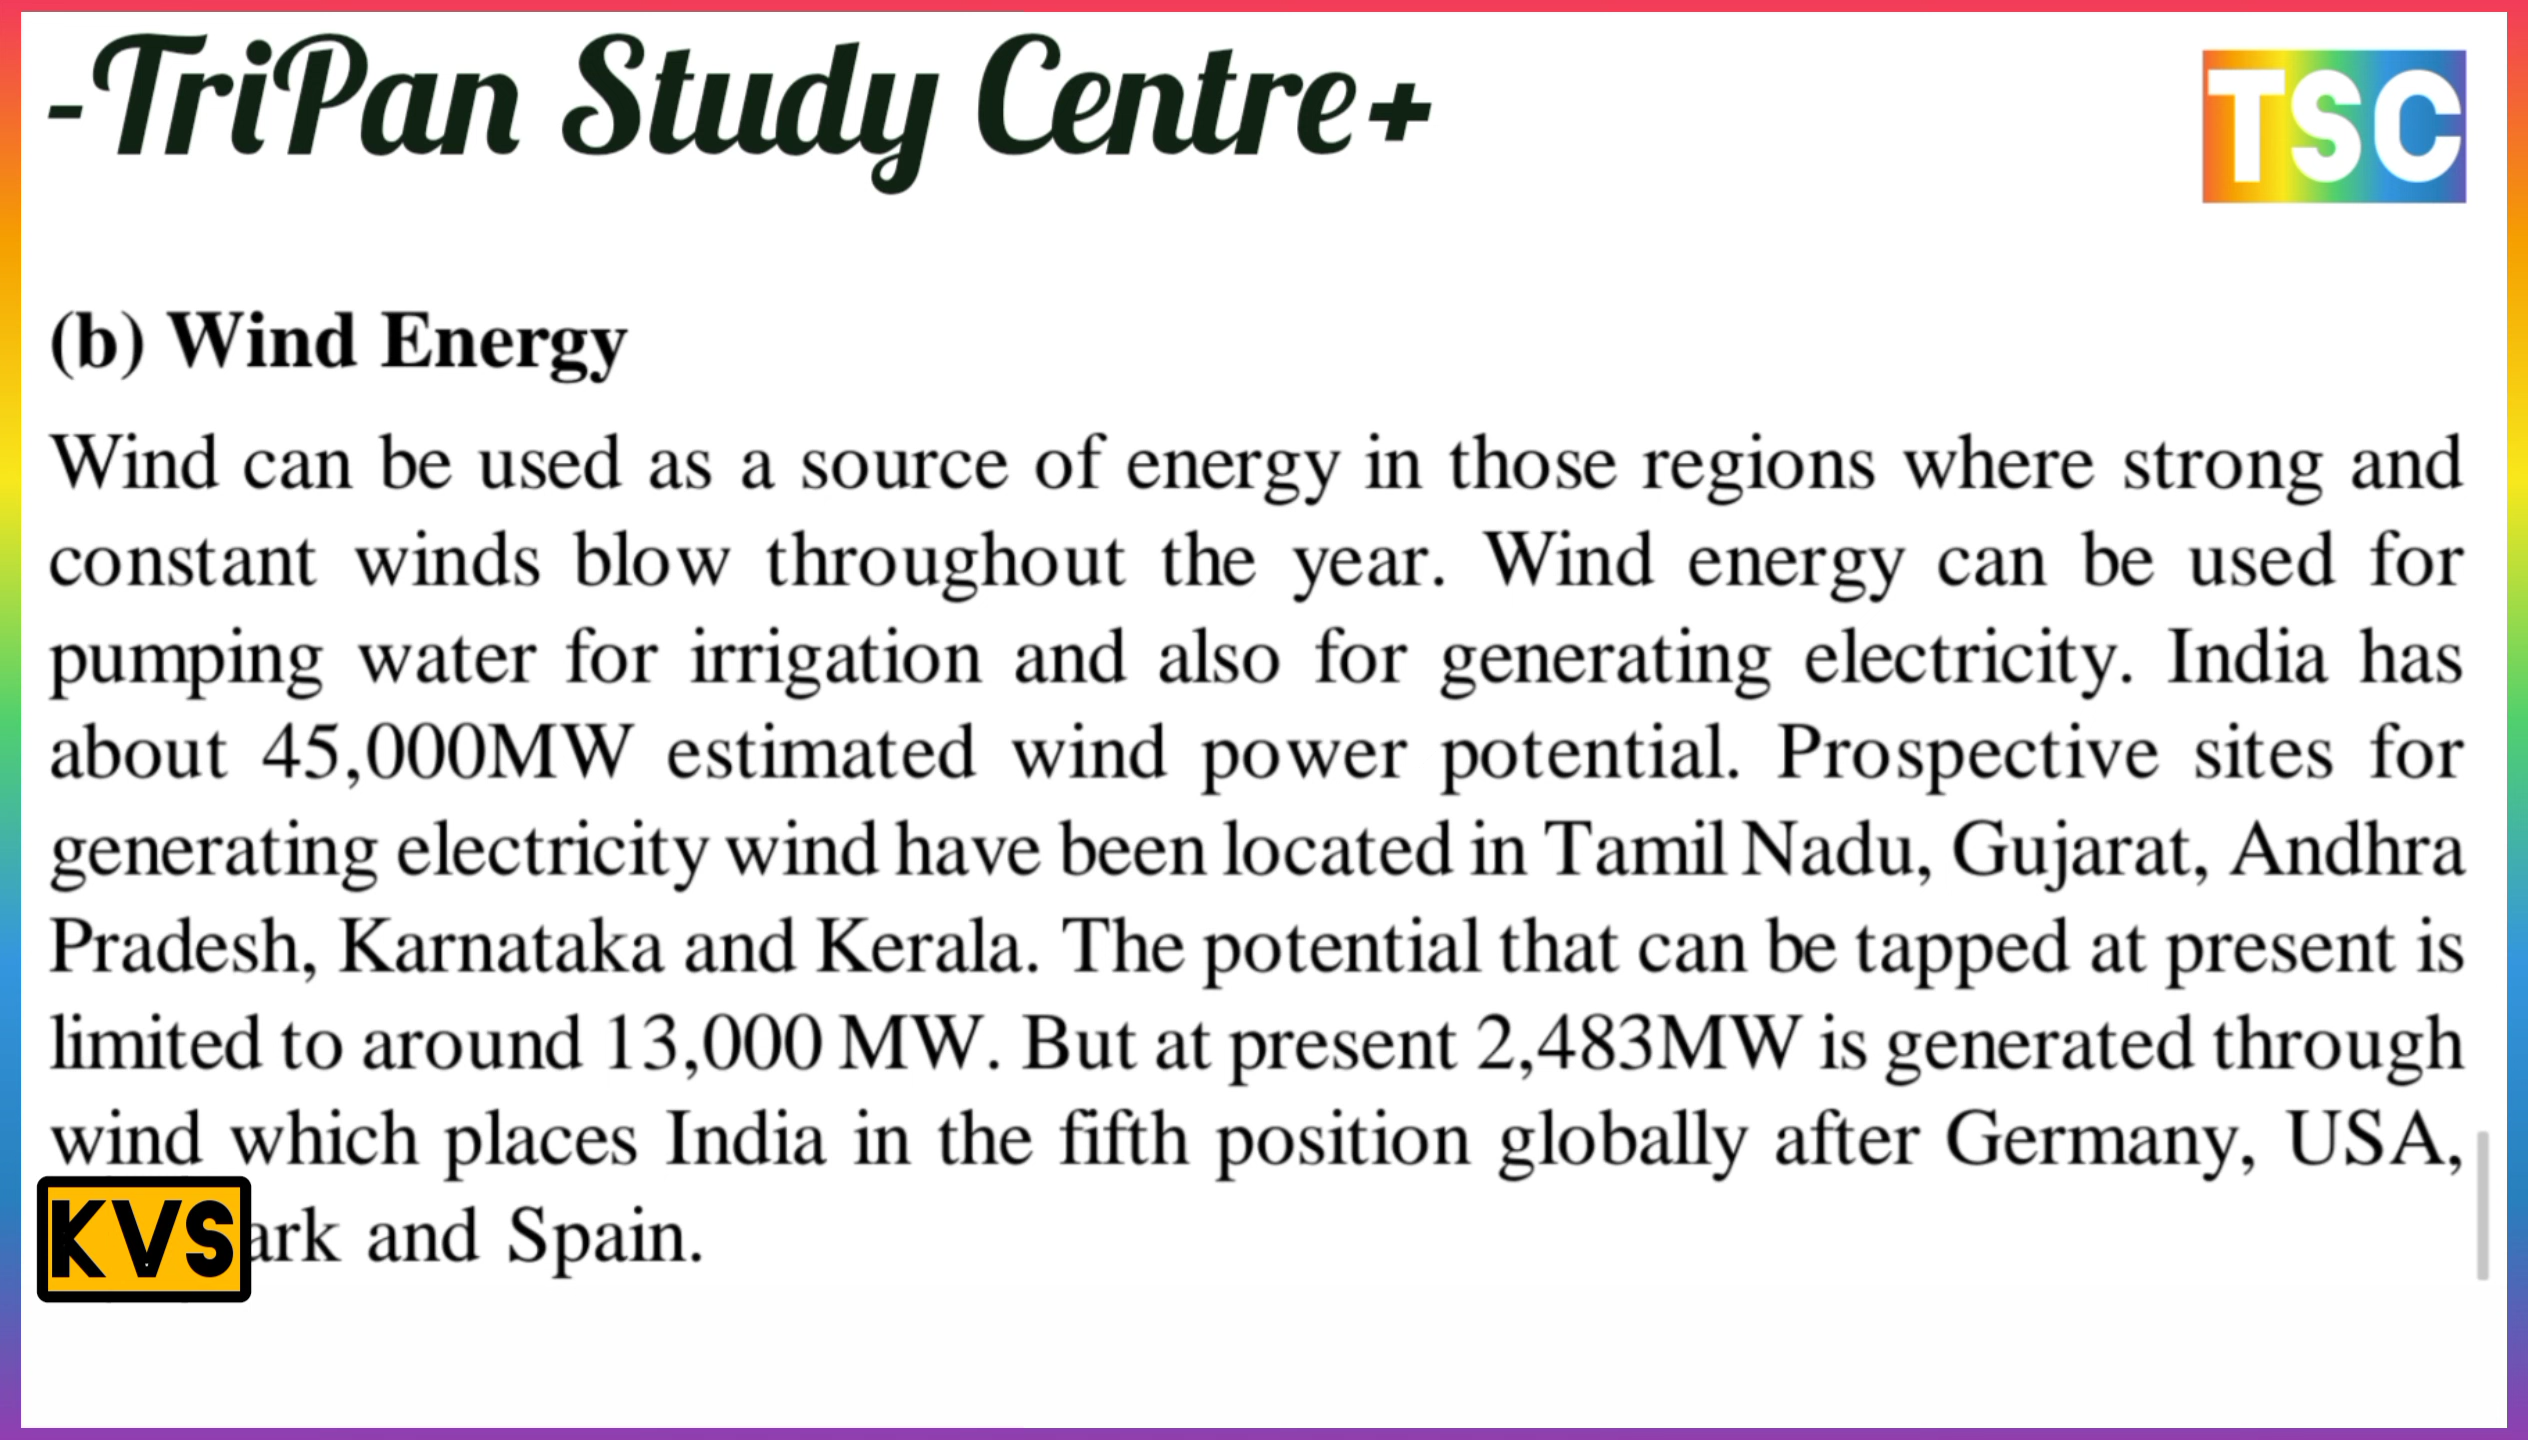 -TriPan Study Centre+
TSC
(b) Wind Energy
Wind can be used as a source of energy in those regions where strong and
constant winds blow throughout the year. Wind energy can be used for
pumping water for irrigation and also for generating electricity. India has
about 45,000MW estimated wind power potential. Prospective sites for
generating electricity wind have been located in Tamil Nadu, Gujarat, Andhra
Pradesh, Karnataka and Kerala. The potential that can be tapped at present is
limited to around 13,000 MW. But at present 2,483MW is generated through
wind which places India in the fifth position globally after Germany, USA,
KVS
and Spain.